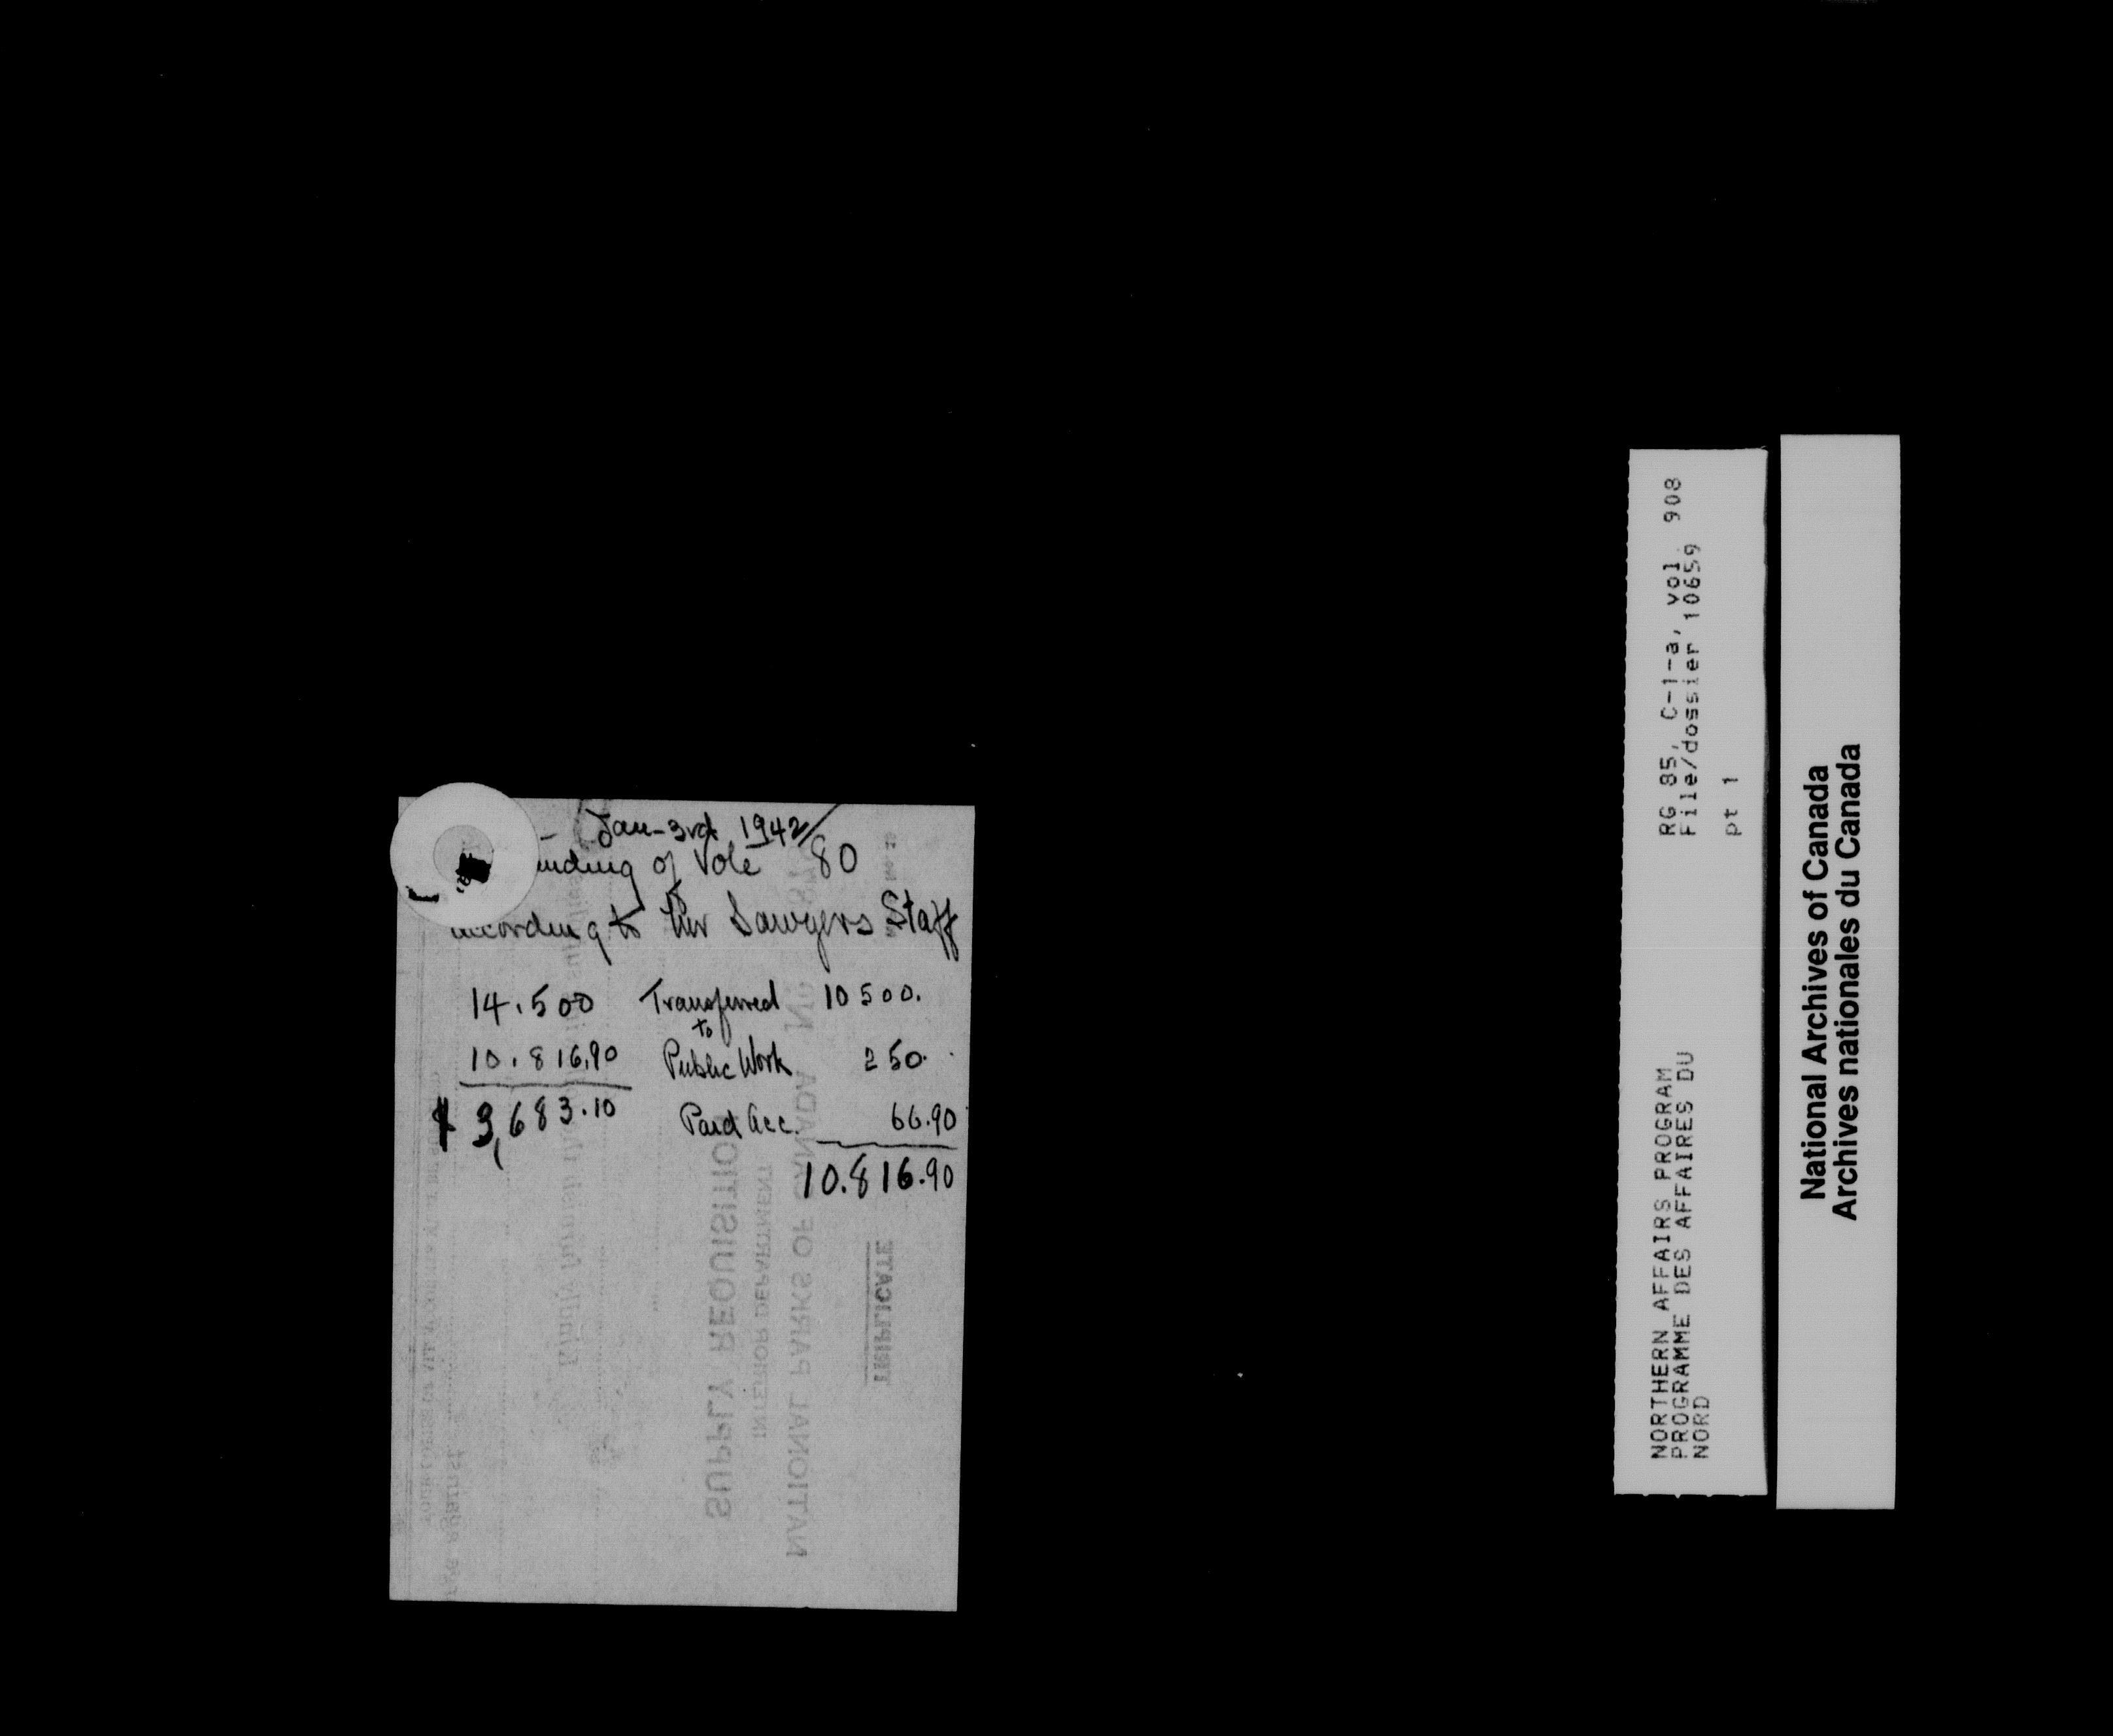 Jan-3rd 1942
of Vote 80
according to Mr Sawyers Staff
14.500 Transferred 10500.
to
10.816.90 Public Work 250.
$ 3,683.10 Paid Acc. 66.90
10.816.90
TRIPLICATE
NATIONAL PARKS OF CANADA
INTERIOR DEPARTMENT
SUPPLY REQUISITION
Kindly furnish the
RG 85, C-1-a, vol. 908
File/dossier 10659
pt 1
NORTHERN AFFAIRS PROGRAM
PROGRAMME DES AFFAIRES DU
NORD
National Archives of Canada
Archives nationales du Canada